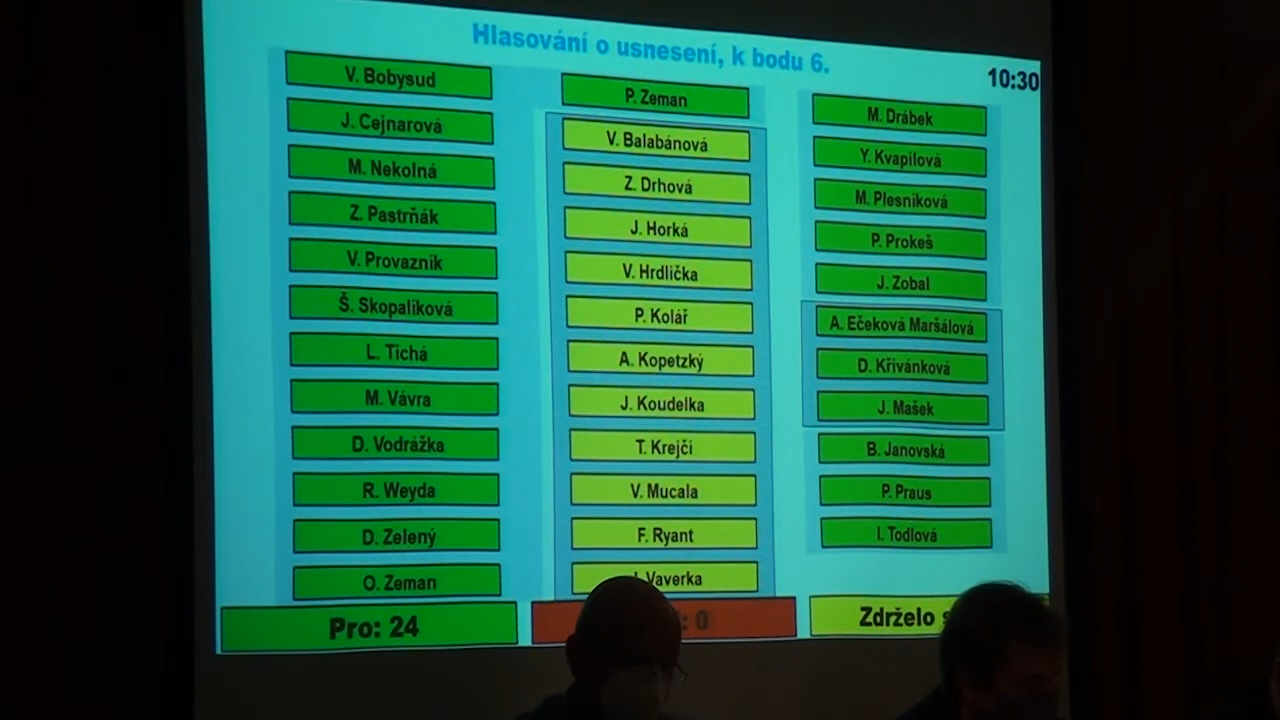 Hlasování o usnesení, k bodu 6.
10:30
V. Bobysud
J. Cejnarová
M. Nekolná
Z. Pastrňák
V. Provazník
Š. Skopalíková
L. Tichá
M. Vávra
D. Vodrážka
R. Weyda
D. Zelený
O. Zeman
P. Zeman
V. Balabánová
Z. Drhová
J. Horká
V. Hrdlička
P. Kolář
A. Kopetzký
J. Koudelka
T. Krejčí
V. Mucala
F. Ryant
Vaverka
M. Drábek
Y. Kvapilová
M. Plesníková
P. Prokeš
J. Zobal
A. Ečeková Maršálová
D. Křivánková
J. Mašek
B. Janovská
P. Praus
I. Todlová
Pro: 24
: 0
Zdrželo